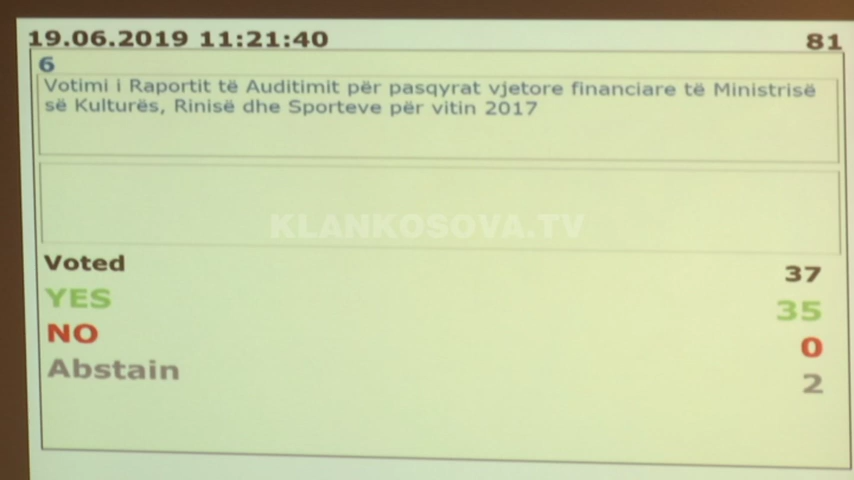 19.06.2019 11:21:40 81
6
Votimi i Raportit të Auditimit për pasqyrat vjetore financiare të Ministrisë
së Kulturës, Rinisë dhe Sporteve për vitin 2017
KLANKOSOVA.TV
Voted 37
YES 35
NO 0
Abstain 2